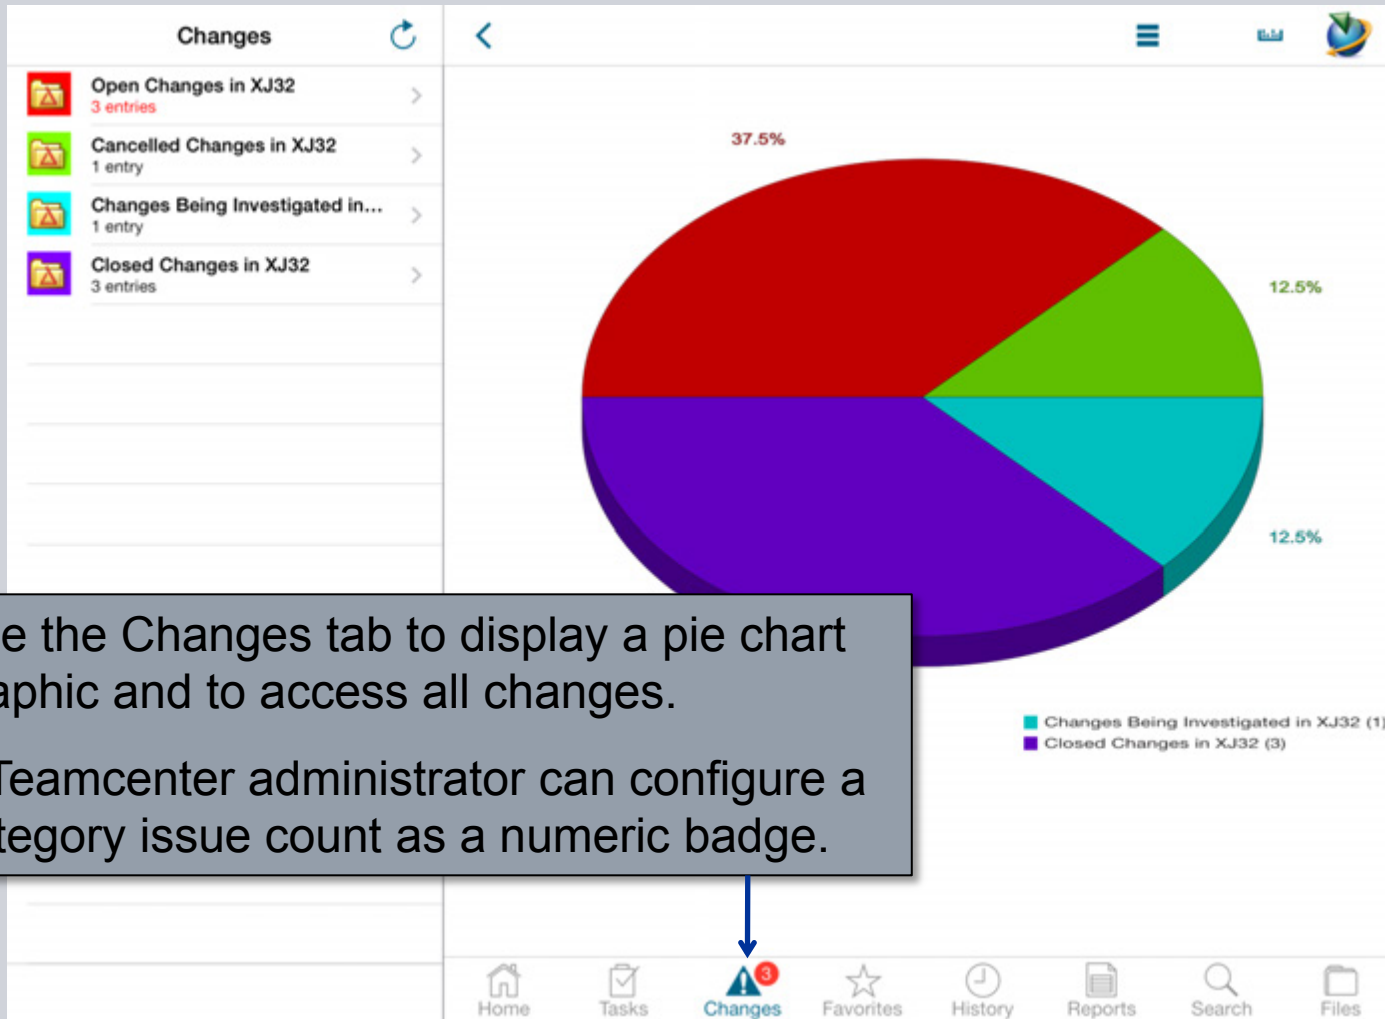 Changes
Open Changes in XJ32
3 entries
Cancelled Changes in XJ32
1 entry
Changes Being Investigated in...
1 entry
Closed Changes in XJ32
3 entries
37.5%
12.5%
12.5%
the Changes tab to display a pie chart
and to access all changes.
Teamcenter administrator can configure a
issue count as a numeric badge.
Changes Being Investigated in XJ32 (1)
Closed Changes in XJ32 (3)
3
Home
Tasks
Changes
Favorites
History
Reports
Search
Files